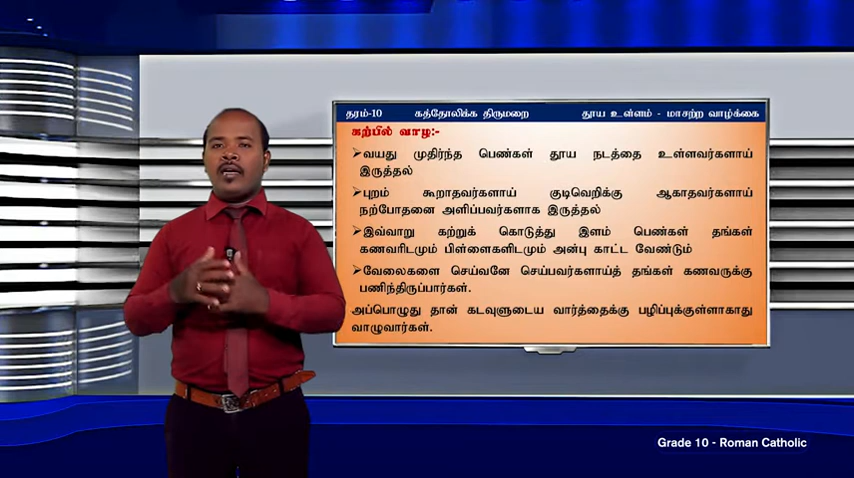 தரம்-10 கத்தோலிக்க திருமறை தூய உள்ளம் - மாசற்ற வாழ்க்கை
கற்பில் வாழ:-
➢வயது முதிர்ந்த பெண்கள் தூய நடத்தை உள்ளவர்களாய்
இருத்தல்
➢புறம் கூறாதவர்களாய் குடிவெறிக்கு ஆகாதவர்களாய்
நற்போதனை அளிப்பவர்களாக இருத்தல்
➢இவ்வாறு கற்றுக் கொடுத்து இளம் பெண்கள் தங்கள்
கணவரிடமும் பிள்ளைகளிடமும் அன்பு காட்ட வேண்டும்
➢வேலைகளை செய்வனே செய்பவர்களாய்த் தங்கள் கணவருக்கு
பணிந்திருப்பார்கள்.
அப்பொழுது தான் கடவுளுடைய வார்த்தைக்கு பழிப்புக்குள்ளாகாது
வாழுவார்கள்.
Grade 10 - Roman Catholic